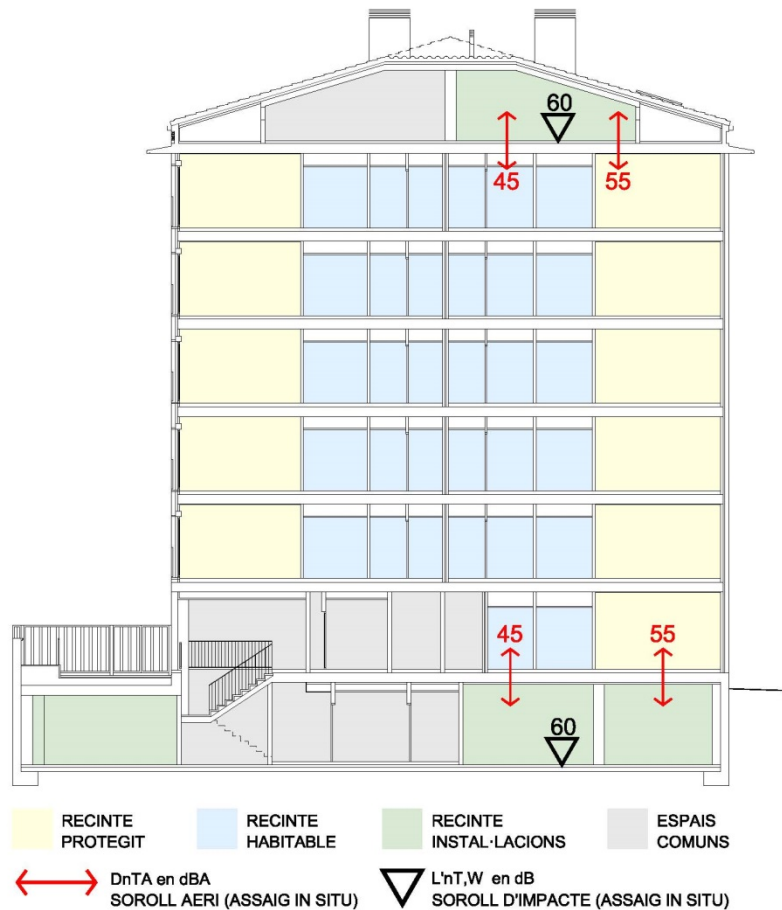 60
45
55
45
55
60
RECINTE
PROTEGIT
RECINTE
HABITABLE
RECINTE
INSTAL·LACIONS
ESPAIS
COMUNS
DnTA en dBA
SOROLL AERI (ASSAIG IN SITU)
L'nT,W en dB
SOROLL D'IMPACTE (ASSAIG IN SITU)